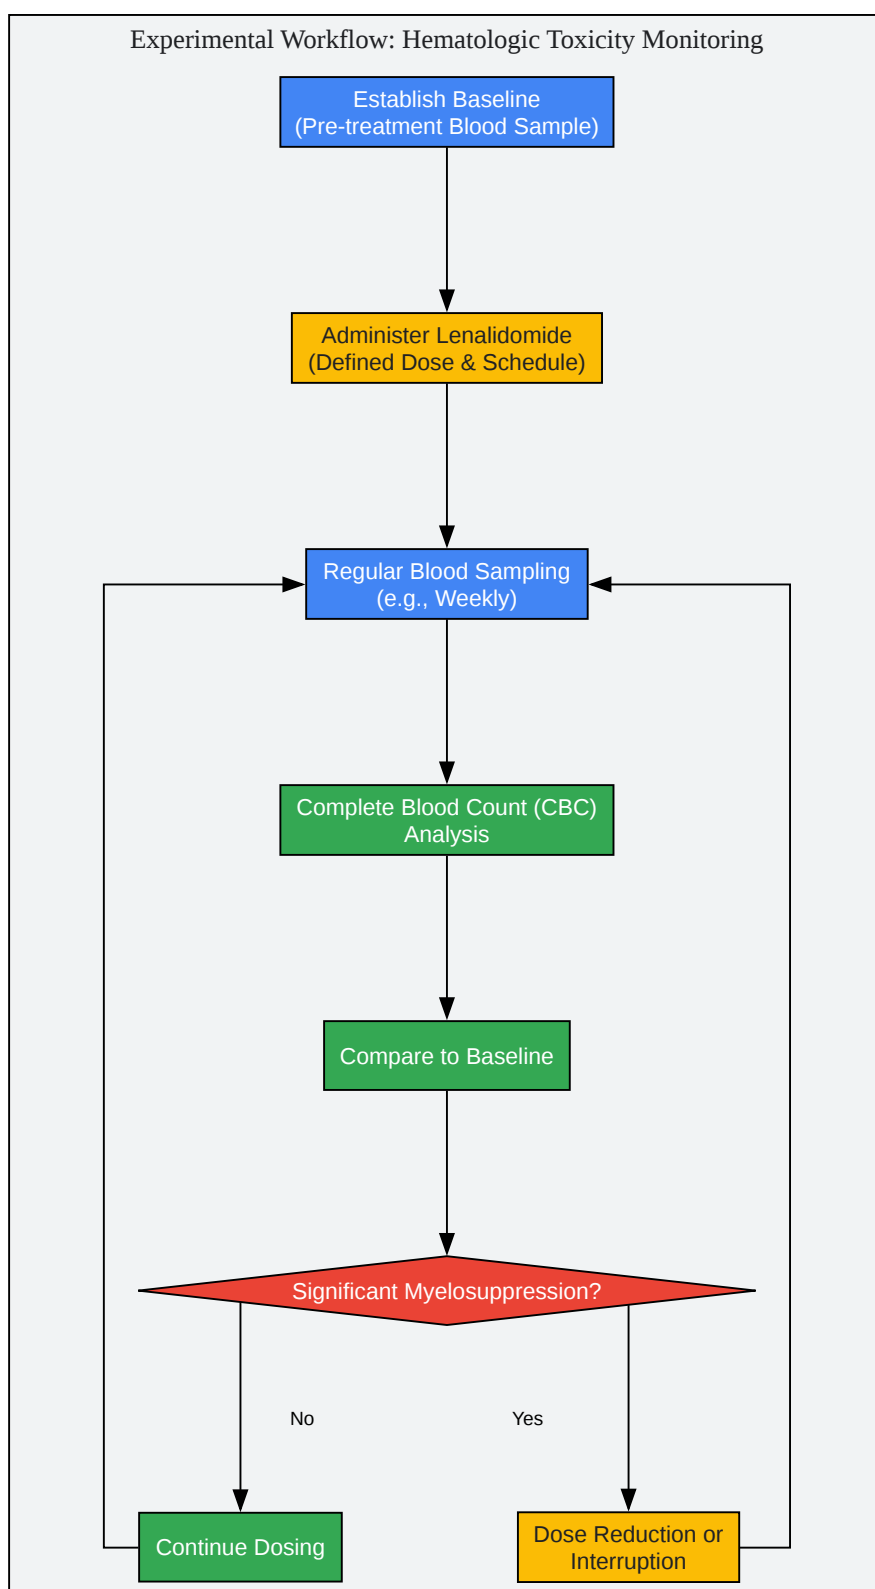 Experimental Workflow: Hematologic Toxicity Monitoring
Establish Baseline
(Pre-treatment Blood Sample)
Administer Lenalidomide
(Defined Dose & Schedule)
Regular Blood Sampling
(e.g., Weekly)
Complete Blood Count (CBC)
Analysis
Compare to Baseline
Significant Myelosuppression?
No
Yes
Continue Dosing
Dose Reduction or
Interruption